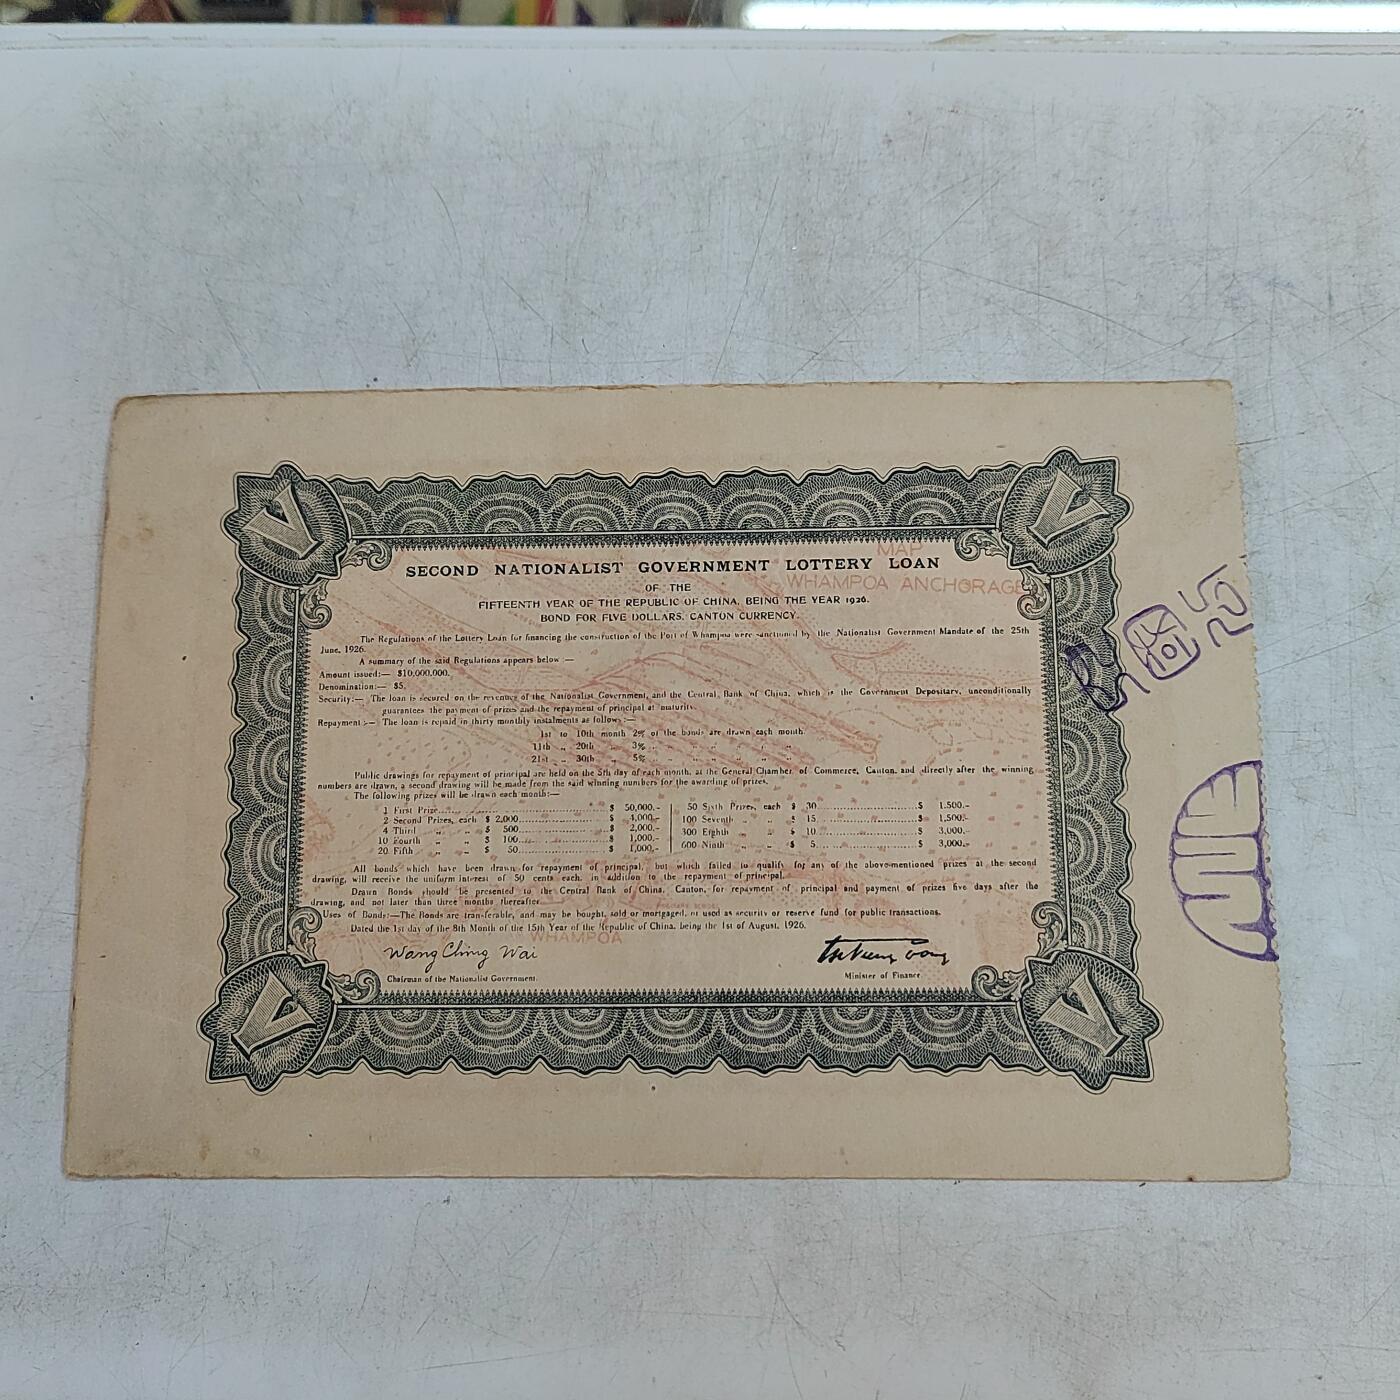 V V
MAP
WHAMPOA ANCHORAGE
SECOND NATIONALIST GOVERNMENT LOTTERY LOAN
OF THE
FIFTEENTH YEAR OF THE REPUBLIC OF CHINA, BEING THE YEAR 1926.
BOND FOR FIVE DOLLARS, CANTON CURRENCY.
The Regulations of the Lottery Loan for financing the construction of the Port of Whampoa were sanctioned by the Nationalist Government Mandate of the 25th
June, 1926.
A summary of the said Regulations appears below :—
Amount issued:— $10,000,000.
Denomination:— $5.
Security:— The loan is secured on the revenues of the Nationalist Government, and the Central Bank of China, which is the Government Depositary, unconditionally
guarantees the payment of prizes and the repayment of principal at maturity.
Repayment :— The loan is repaid in thirty monthly instalments as follows :—
1st to 10th month 2% of the bonds are drawn each month.
11th „ 20th „ 3% „ „ „ „ „ „
21st „ 30th „ 5% „ „ „ „ „ „
Public drawings for repayment of principal are held on the 5th day of each month, at the General Chamber of Commerce, Canton, and directly after the winning
numbers are drawn, a second drawing will be made from the said winning numbers for the awarding of prizes.
The following prizes will be drawn each month:—
1 First Prize.................... $ 50,000.- 50 Sixth Prizes, each $ 30.................... $ 1,500.-
2 Second Prizes, each $ 2,000.................... $ 4,000.- 100 Seventh „ „ $ 15.................... $ 1,500.-
4 Third „ „ $ 500.................... $ 2,000.- 300 Eighth „ „ $ 10.................... $ 3,000.-
10 Fourth „ „ $ 100.................... $ 1,000.- 600 Ninth „ „ $ 5.................... $ 3,000.-
20 Fifth „ „ $ 50.................... $ 1,000.-
All bonds which have been drawn for repayment of principal, but which failed to qualify for any of the above-mentioned prizes at the second
drawing, will receive the uniform interest of 50 cents each, in addition to the repayment of principal.
Drawn Bonds should be presented to the Central Bank of China, Canton, for repayment of principal and payment of prizes five days after the
drawing, and not later than three months thereafter.
Uses of Bonds:—The Bonds are transferable, and may be bought, sold or mortgaged, or used as security or reserve fund for public transactions.
Dated the 1st day of the 8th Month of the 15th Year of the Republic of China, being the 1st of August, 1926.
WHAMPOA
Wang Ching Wai
Chairman of the Nationalist Government.
Minister of Finance.
V V